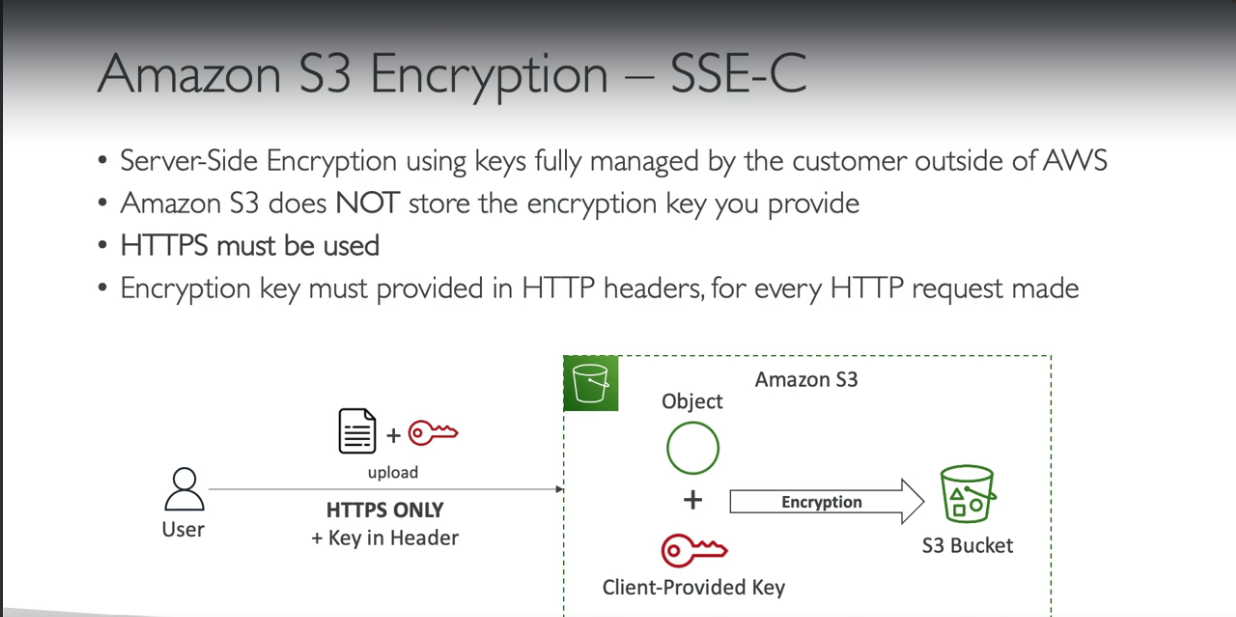 Amazon S3 Encryption – SSE-C
• Server-Side Encryption using keys fully managed by the customer outside of AWS
• Amazon S3 does NOT store the encryption key you provide
• HTTPS must be used
• Encryption key must provided in HTTP headers, for every HTTP request made
Amazon S3
Object
+
upload
User
HTTPS ONLY
+ Key in Header
+
Encryption
S3 Bucket
Client-Provided Key